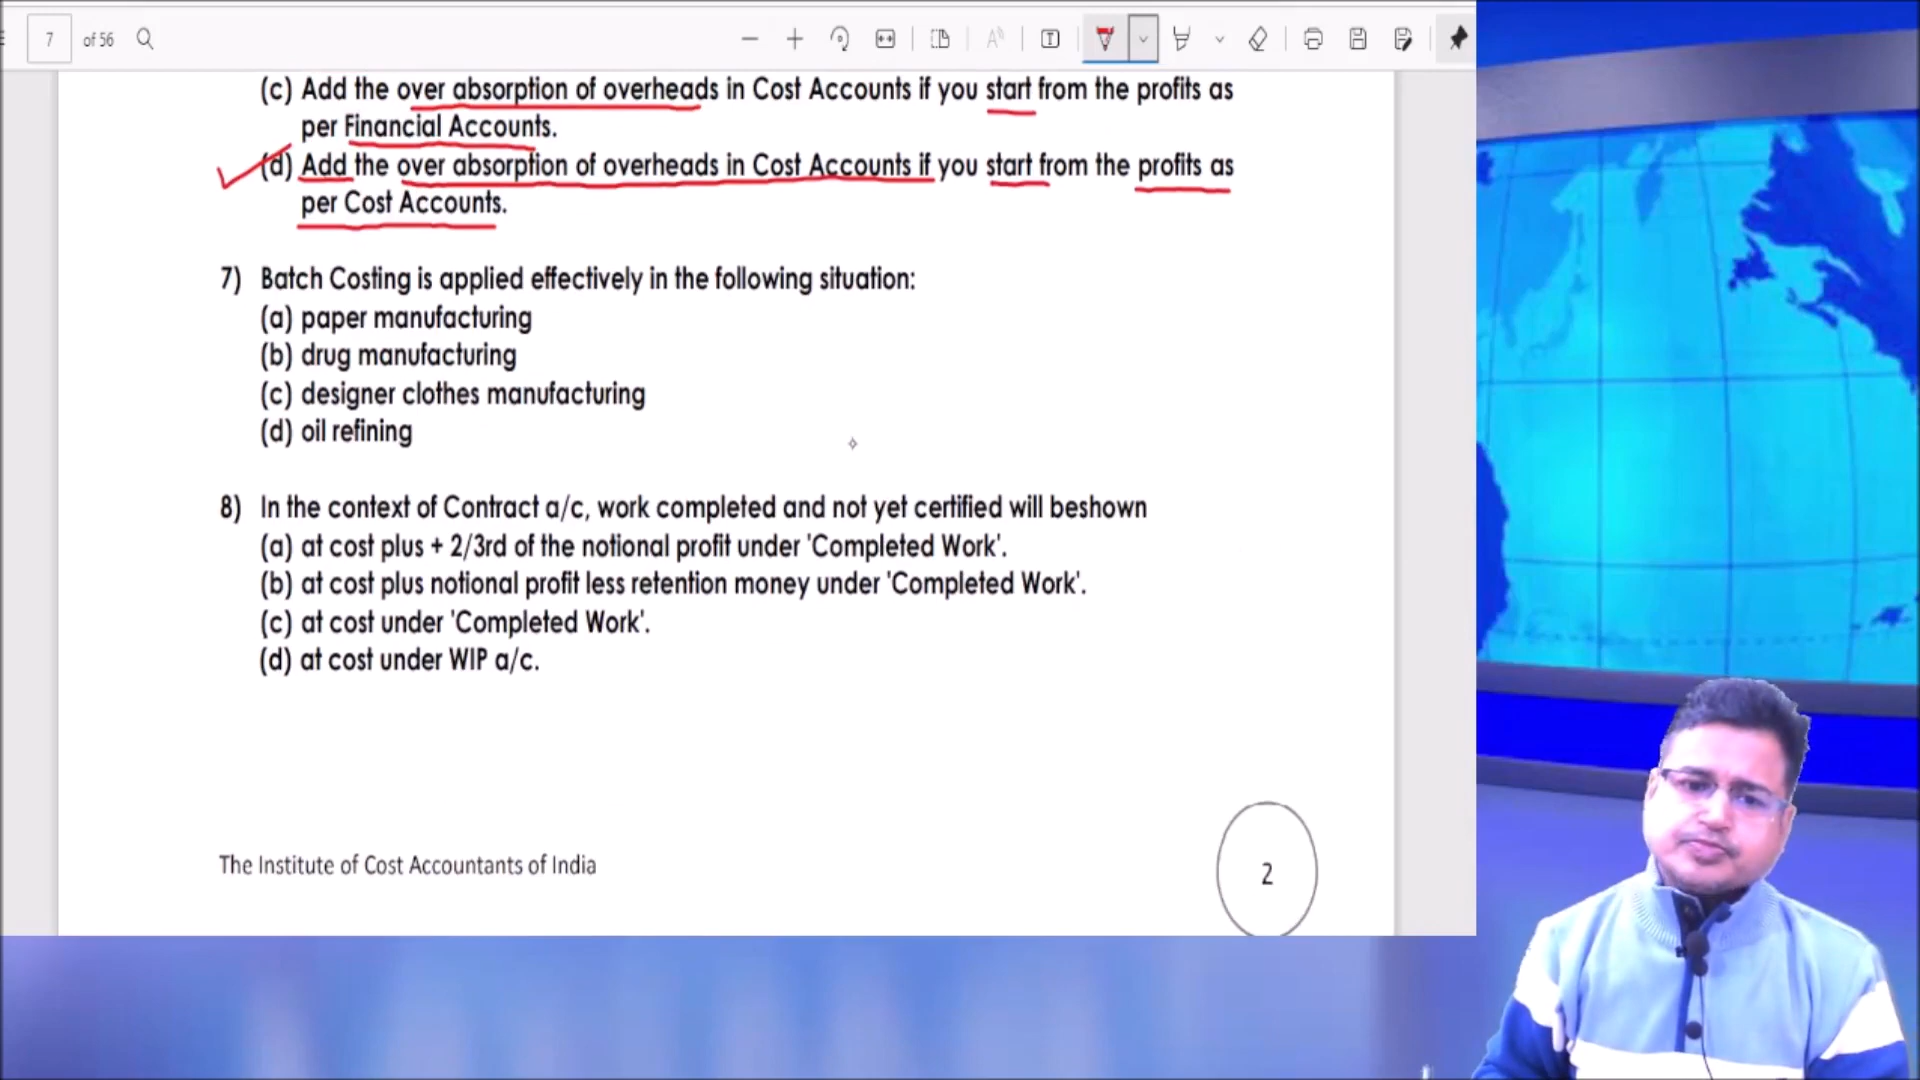 7
of 56
(c) Add the over absorption of overheads in Cost Accounts if you start from the profits as
per Financial Accounts.
(d) Add the over absorption of overheads in Cost Accounts if you start from the profits as
per Cost Accounts.
7) Batch Costing is applied effectively in the following situation:
(a) paper manufacturing
(b) drug manufacturing
(c) designer clothes manufacturing
(d) oil refining
8) In the context of Contract a/c, work completed and not yet certified will beshown
(a) at cost plus + 2/3rd of the notional profit under 'Completed Work'.
(b) at cost plus notional profit less retention money under 'Completed Work'.
(c) at cost under 'Completed Work'.
(d) at cost under WIP a/c.
The Institute of Cost Accountants of India
2